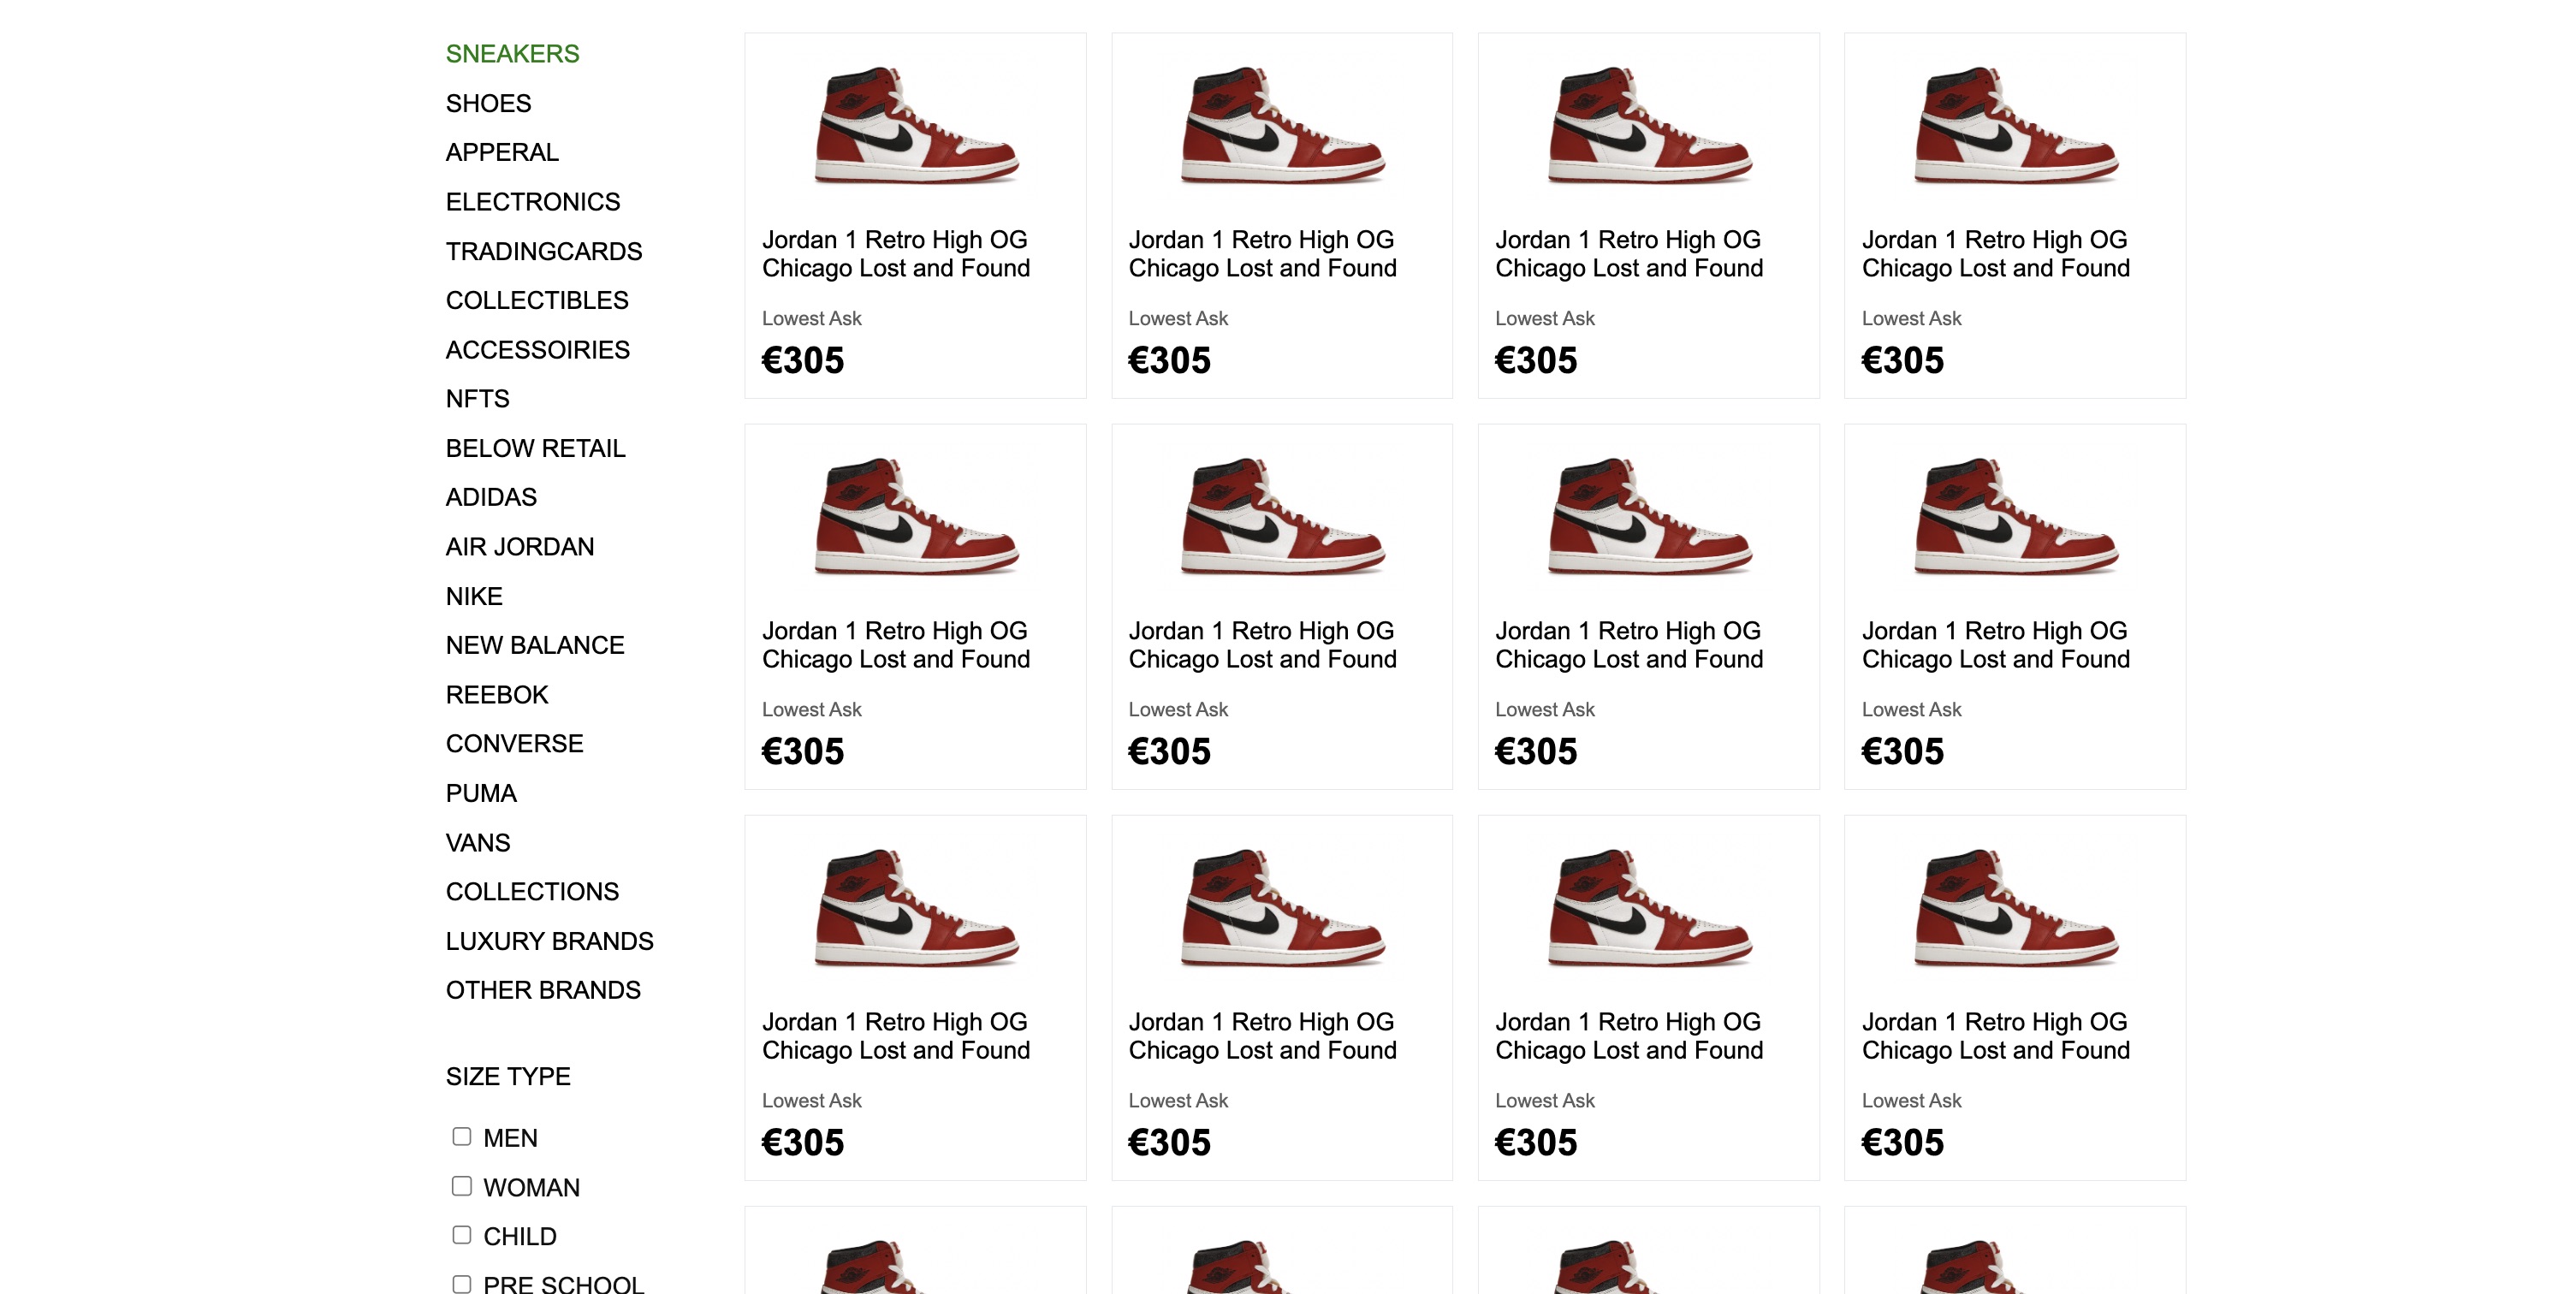 SNEAKERS
SHOES
APPERAL
ELECTRONICS
TRADINGCARDS
COLLECTIBLES
ACCESSOIRIES
NFTS
BELOW RETAIL
ADIDAS
AIR JORDAN
NIKE
NEW BALANCE
REEBOK
CONVERSE
PUMA
VANS
COLLECTIONS
LUXURY BRANDS
OTHER BRANDS
SIZE TYPE
MEN
WOMAN
CHILD
PRE SCHOOL
Jordan 1 Retro High OG
Chicago Lost and Found
Lowest Ask
€305
Jordan 1 Retro High OG
Chicago Lost and Found
Lowest Ask
€305
Jordan 1 Retro High OG
Chicago Lost and Found
Lowest Ask
€305
Jordan 1 Retro High OG
Chicago Lost and Found
Lowest Ask
€305
Jordan 1 Retro High OG
Chicago Lost and Found
Lowest Ask
€305
Jordan 1 Retro High OG
Chicago Lost and Found
Lowest Ask
€305
Jordan 1 Retro High OG
Chicago Lost and Found
Lowest Ask
€305
Jordan 1 Retro High OG
Chicago Lost and Found
Lowest Ask
€305
Jordan 1 Retro High OG
Chicago Lost and Found
Lowest Ask
€305
Jordan 1 Retro High OG
Chicago Lost and Found
Lowest Ask
€305
Jordan 1 Retro High OG
Chicago Lost and Found
Lowest Ask
€305
Jordan 1 Retro High OG
Chicago Lost and Found
Lowest Ask
€305